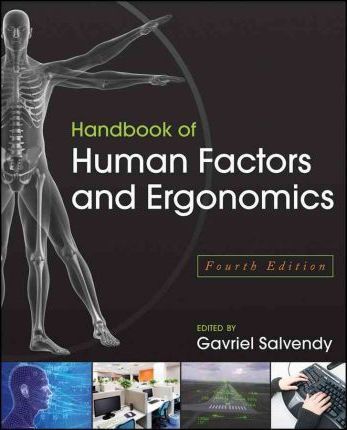 Handbook of
Human Factors
and Ergonomics
Fourth Edition
EDITED BY
Gavriel Salvendy